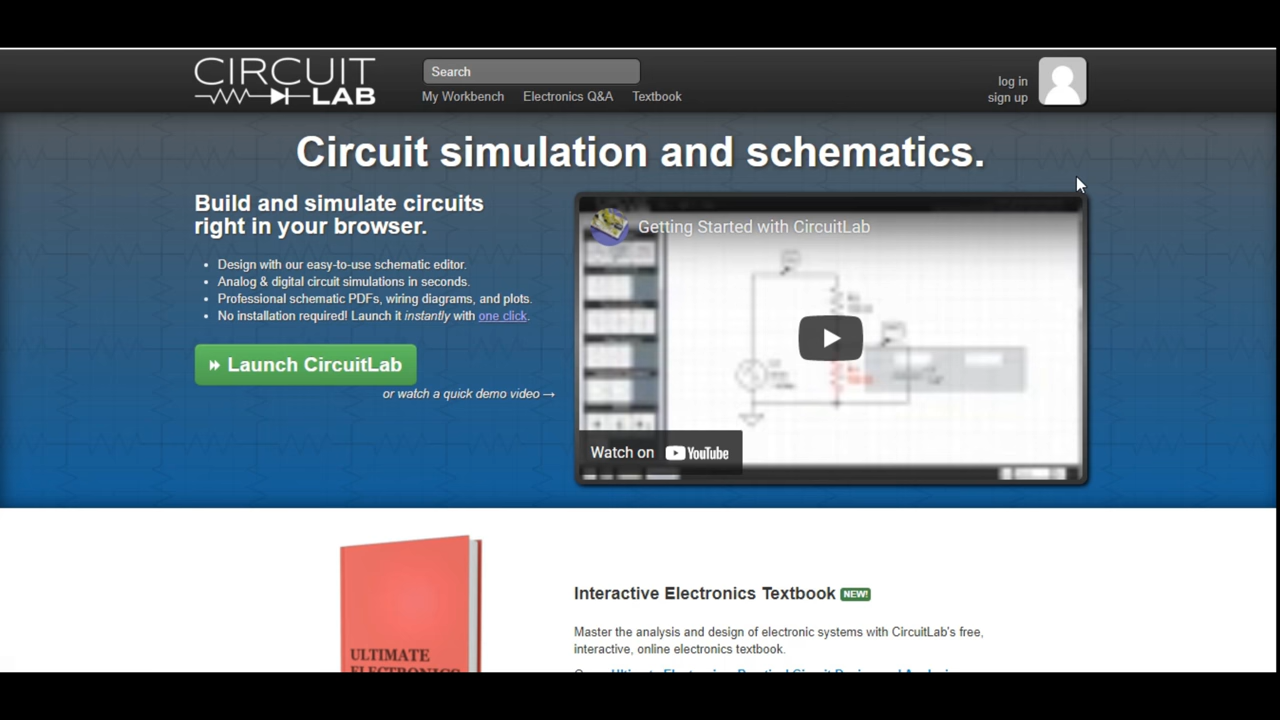 CIRCUIT
LAB
Search
My Workbench Electronics Q&A Textbook
log in
sign up
Circuit simulation and schematics.
Build and simulate circuits
right in your browser.
• Design with our easy-to-use schematic editor.
• Analog & digital circuit simulations in seconds.
• Professional schematic PDFs, wiring diagrams, and plots.
• No installation required! Launch it instantly with one click.
Launch CircuitLab
or watch a quick demo video →
Getting Started with CircuitLab
Watch on YouTube
ULTIMATE
Interactive Electronics Textbook NEW!
Master the analysis and design of electronic systems with CircuitLab's free,
interactive, online electronics textbook.